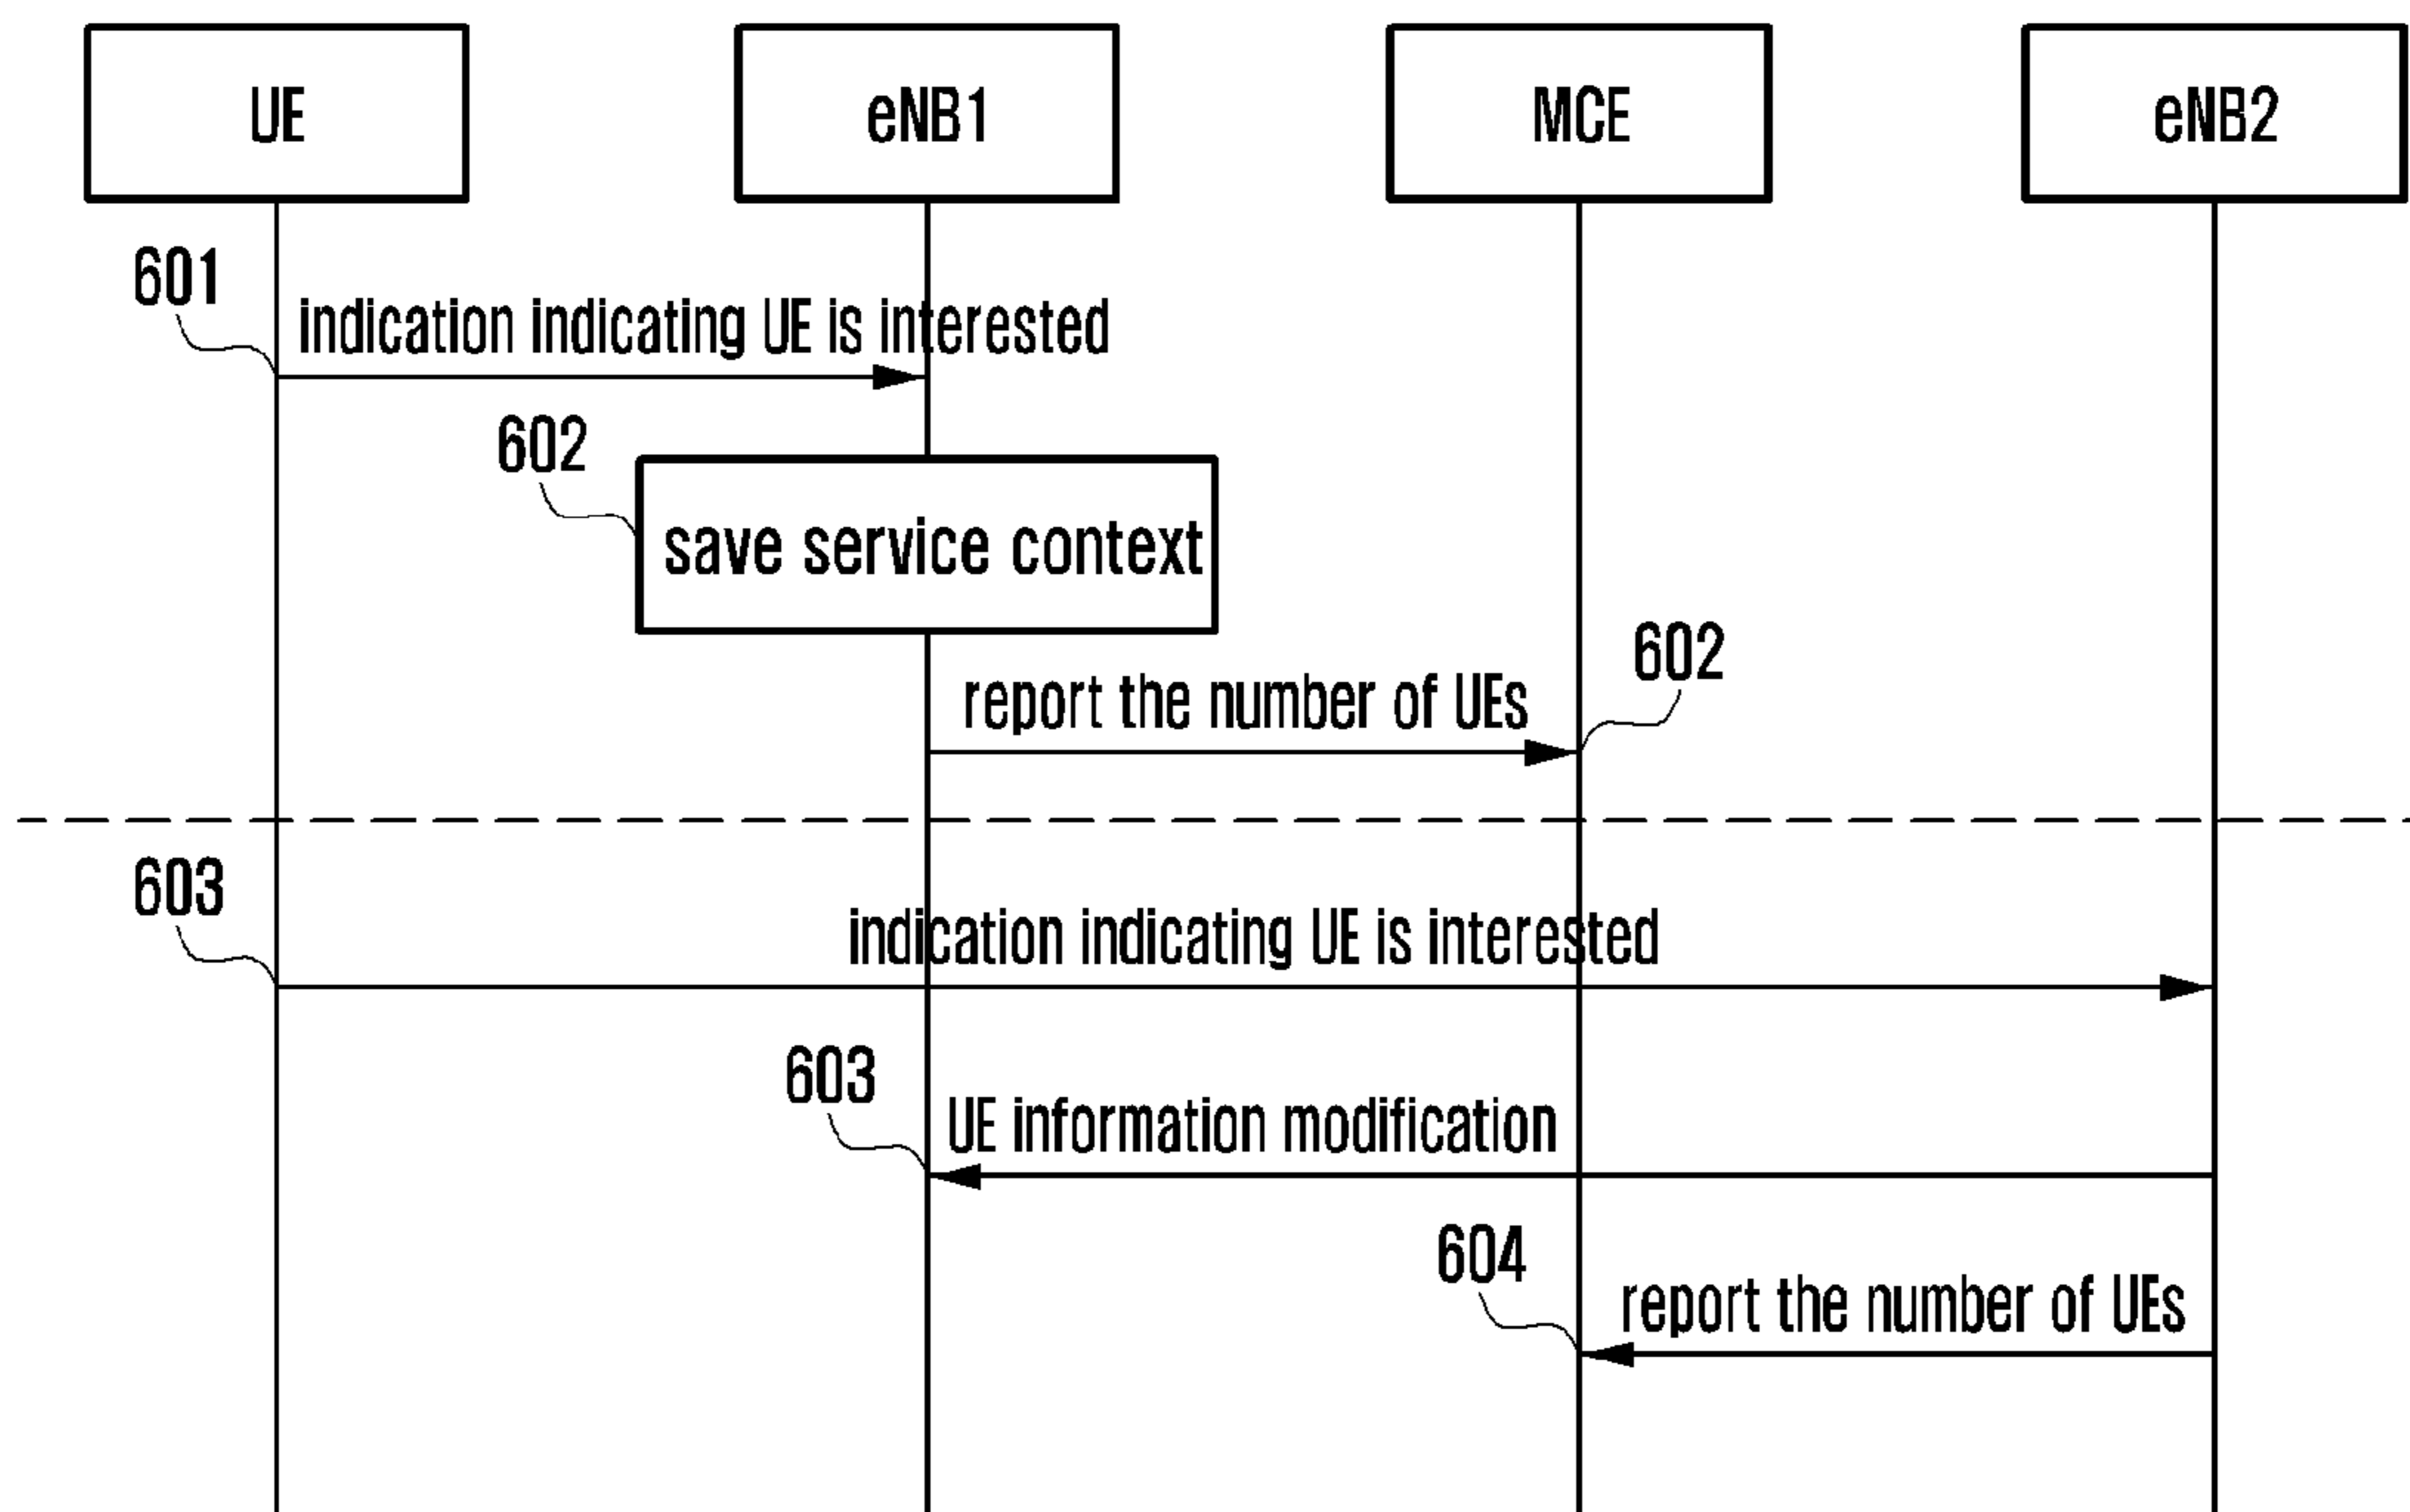 UE
eNB1
MCE
eNB2
601
indication indicating UE is interested
602
save service context
602
report the number of UEs
603
indication indicating UE is interested
603
UE information modification
604
report the number of UEs